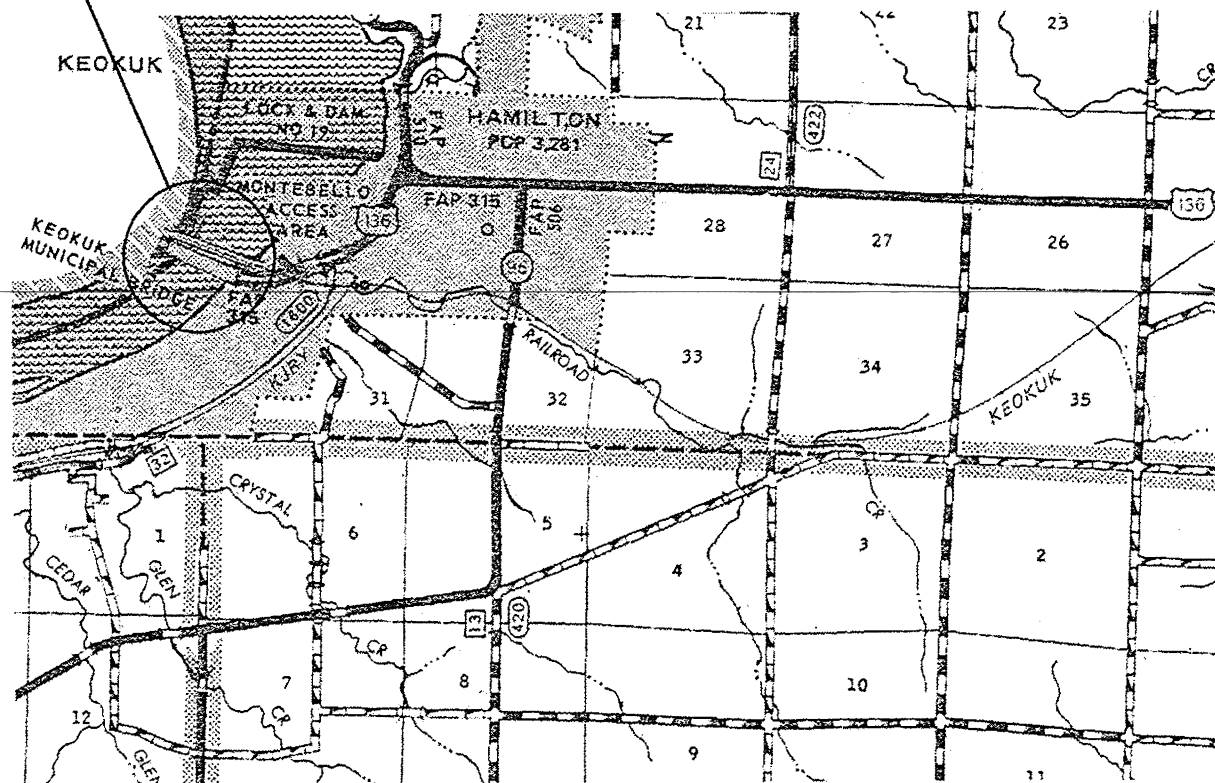 21
22
23
KEOKUK
CR
LOCK & DAM
NO 19
HAMILTON
POP 3,281
N
422
24
MONTEBELLO
ACCESS
AREA
FAP 315
FAP
506
136
136
KEOKUK
MUNICIPAL
BRIDGE
28
27
26
96
FAP
315
1600
RAILROAD
33
34
35
KEOKUK
KJRY
31
32
CRYSTAL
1
6
5
CR
3
2
4
CEDAR
GLEN
13
420
CR
7
8
10
12
CR
GLEN
9
11